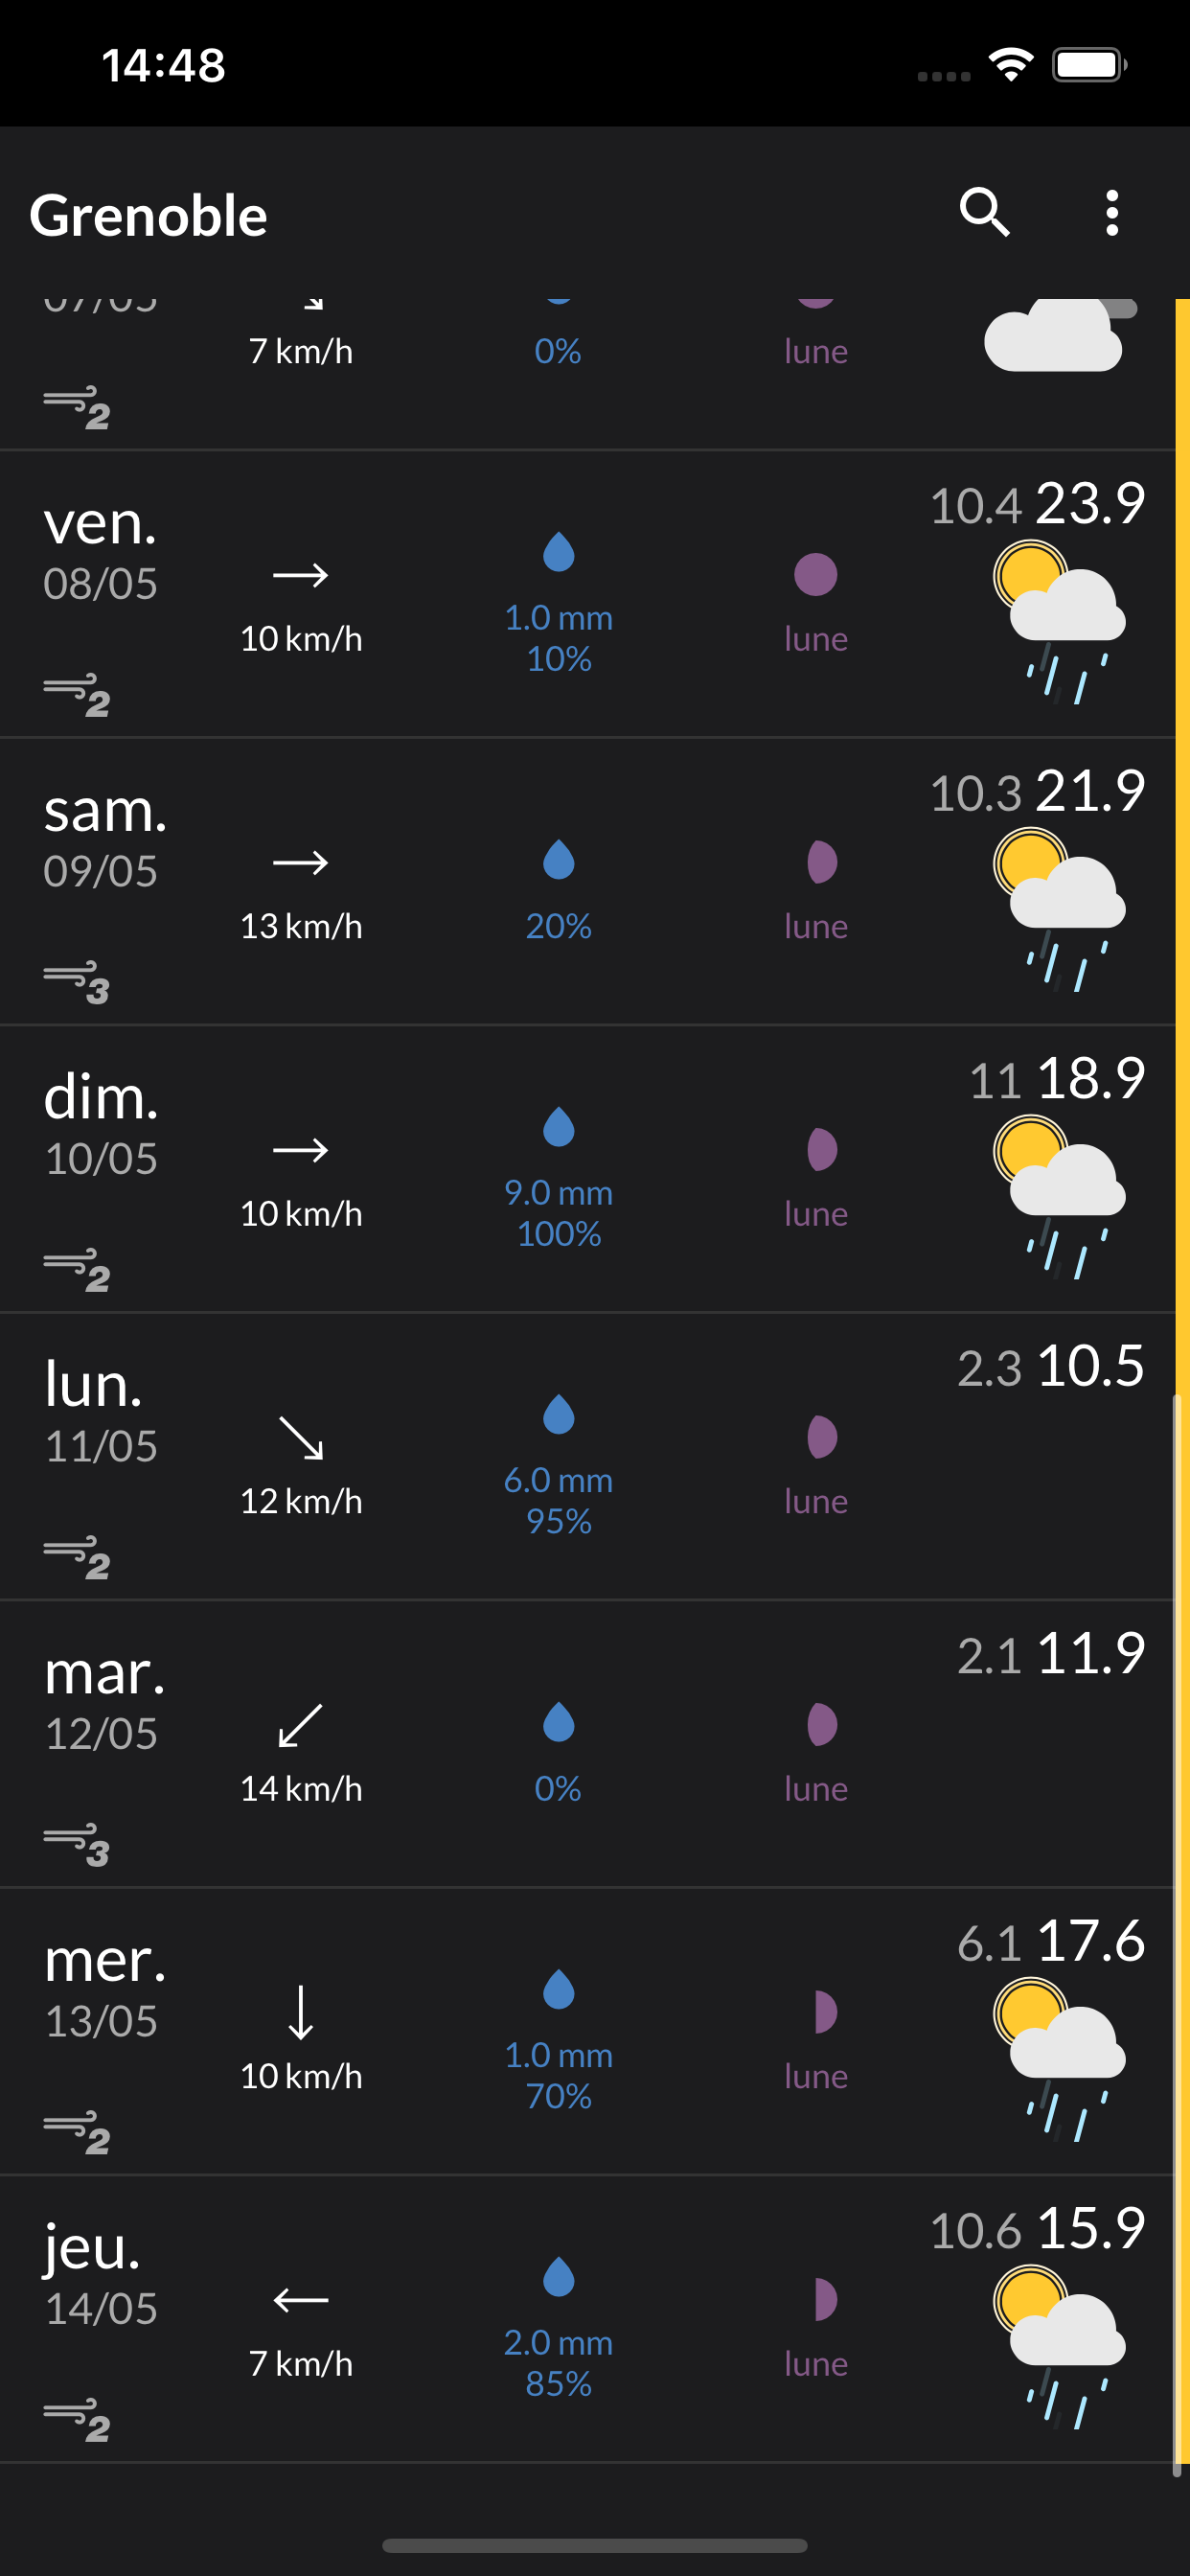 14:48
Grenoble
07/05
7 km/h
0%
lune
2
ven.
08/05
10 km/h
1.0 mm
10%
lune
10.4 23.9
2
sam.
09/05
13 km/h
20%
lune
10.3 21.9
3
dim.
10/05
10 km/h
9.0 mm
100%
lune
11 18.9
2
lun.
11/05
12 km/h
6.0 mm
95%
lune
2.3 10.5
2
mar.
12/05
14 km/h
0%
lune
2.1 11.9
3
mer.
13/05
10 km/h
1.0 mm
70%
lune
6.1 17.6
2
jeu.
14/05
7 km/h
2.0 mm
85%
lune
10.6 15.9
2